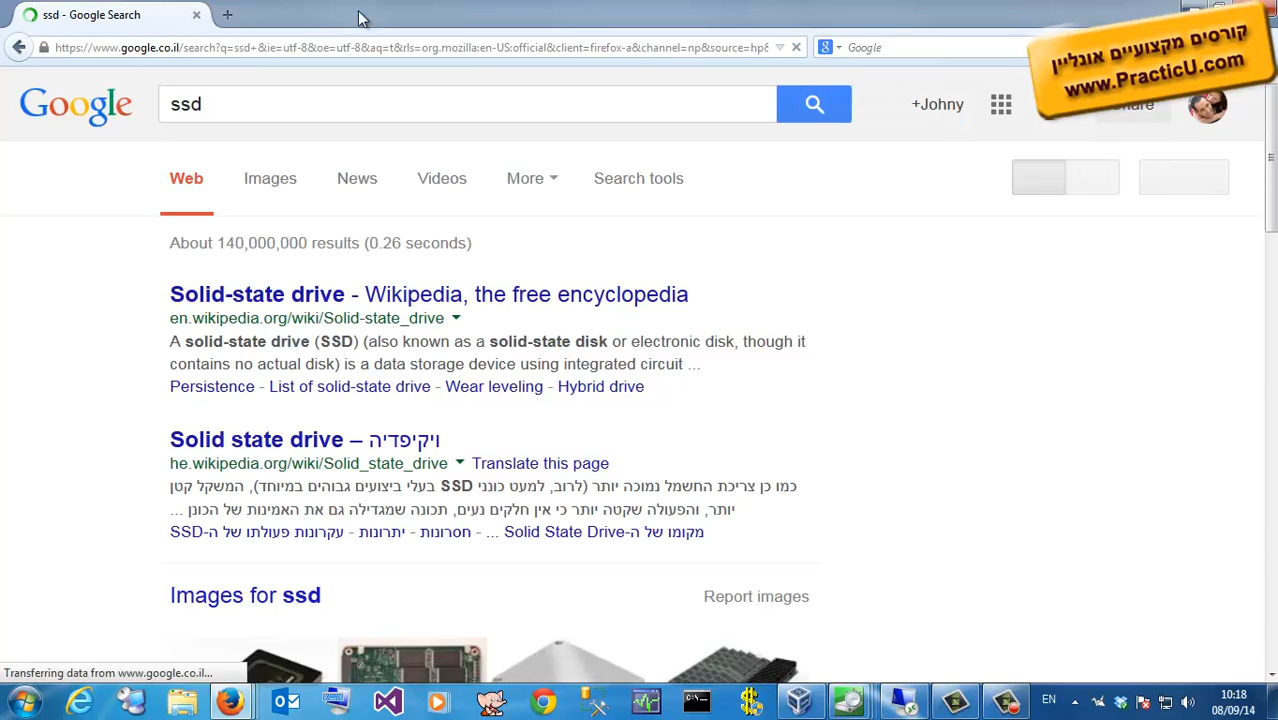 ssd - Google Search
https://www.google.co.il/search?q=ssd+&ie=utf-8&oe=utf-8&aq=t&rls=org.mozilla:en-US:official&client=firefox-a&channel=np&source=hp&
Google
קורסים מקצועיים אונליין
www.PracticU.com
Google
ssd
+Johny
Share
Web
Images
News
Videos
More
Search tools
About 140,000,000 results (0.26 seconds)
Solid-state drive - Wikipedia, the free encyclopedia
en.wikipedia.org/wiki/Solid-state_drive
A solid-state drive (SSD) (also known as a solid-state disk or electronic disk, though it
contains no actual disk) is a data storage device using integrated circuit ...
Persistence - List of solid-state drive - Wear leveling - Hybrid drive
Solid state drive – ויקיפדיה
he.wikipedia.org/wiki/Solid_state_drive Translate this page
כמו כן צריכת החשמל נמוכה יותר (לרוב, למעט כונני SSD בעלי ביצועים גבוהים במיוחד), המשקל קטן
יותר, והפעולה שקטה יותר כי אין חלקים נעים, תכונה שמגדילה גם את האמינות של הכונן ...
מקומו של ה-Solid State Drive ... - חסרונות - יתרונות - עקרונות פעולתו של ה-SSD
Images for ssd
Report images
Transferring data from www.google.co.il...
EN
10:18
08/09/14